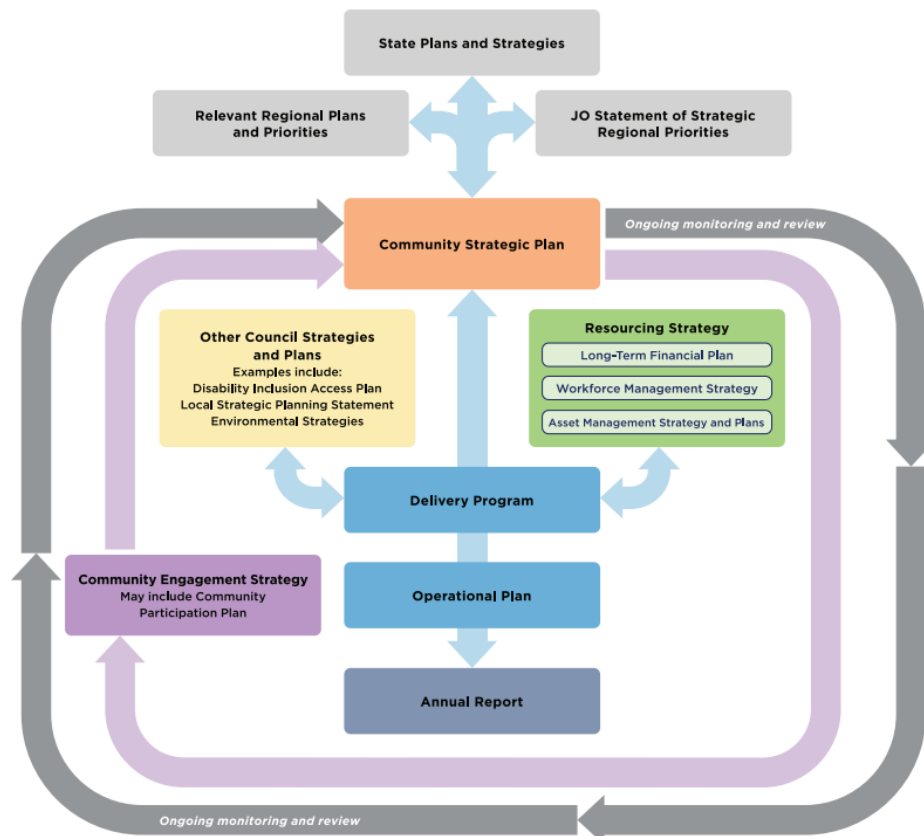 State Plans and Strategies
Relevant Regional Plans
and Priorities
JO Statement of Strategic
Regional Priorities
Community Strategic Plan
Ongoing monitoring and review
Other Council Strategies
and Plans
Examples include:
Disability Inclusion Access Plan
Local Strategic Planning Statement
Environmental Strategies
Resourcing Strategy
Long-Term Financial Plan
Workforce Management Strategy
Asset Management Strategy and Plans
Delivery Program
Community Engagement Strategy
May include Community
Participation Plan
Operational Plan
Annual Report
Ongoing monitoring and review